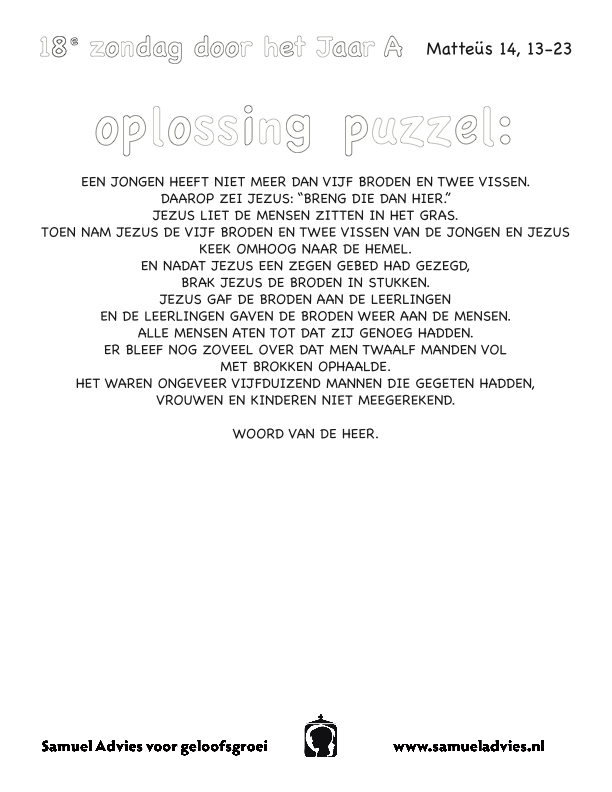 18e zondag door het Jaar A Matteüs 14, 13-23
oplossing puzzel:
EEN JONGEN HEEFT NIET MEER DAN VIJF BRODEN EN TWEE VISSEN.
DAAROP ZEI JEZUS: “BRENG DIE DAN HIER.”
JEZUS LIET DE MENSEN ZITTEN IN HET GRAS.
TOEN NAM JEZUS DE VIJF BRODEN EN TWEE VISSEN VAN DE JONGEN EN JEZUS
KEEK OMHOOG NAAR DE HEMEL.
EN NADAT JEZUS EEN ZEGEN GEBED HAD GEZEGD,
BRAK JEZUS DE BRODEN IN STUKKEN.
JEZUS GAF DE BRODEN AAN DE LEERLINGEN
EN DE LEERLINGEN GAVEN DE BRODEN WEER AAN DE MENSEN.
ALLE MENSEN ATEN TOT DAT ZIJ GENOEG HADDEN.
ER BLEEF NOG ZOVEEL OVER DAT MEN TWAALF MANDEN VOL
MET BROKKEN OPHAALDE.
HET WAREN ONGEVEER VIJFDUIZEND MANNEN DIE GEGETEN HADDEN,
VROUWEN EN KINDEREN NIET MEEGEREKEND.
WOORD VAN DE HEER.
Samuel Advies voor geloofsgroei www.samueladvies.nl